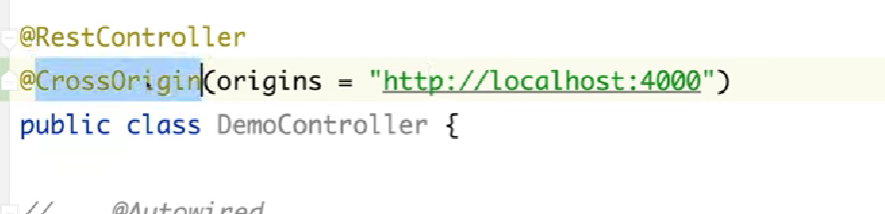 @RestController
@CrossOrigin(origins = "http://localhost:4000")
public class DemoController {
// @Autowired